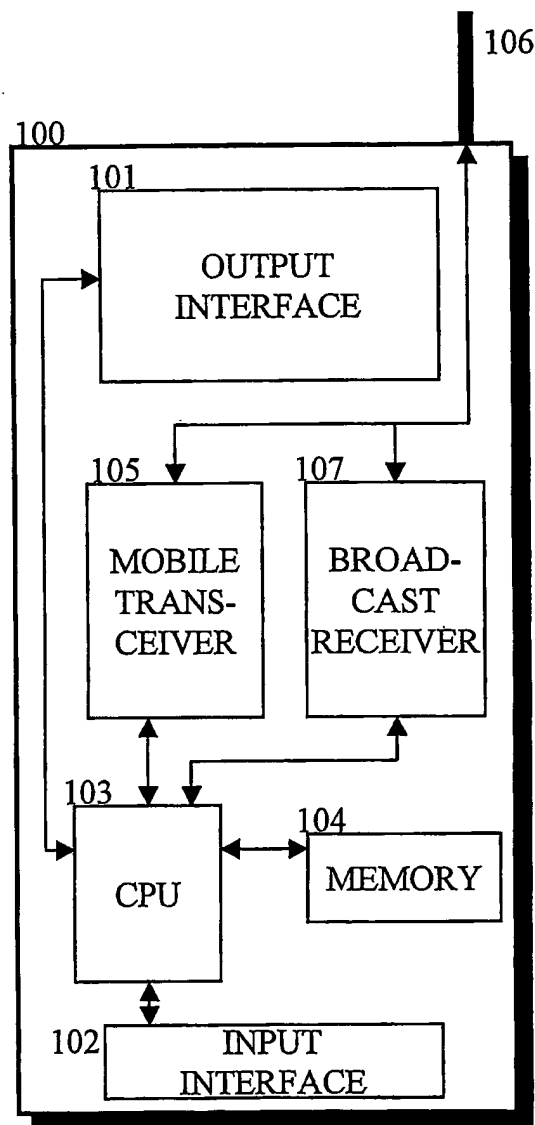 106
100
101
OUTPUT
INTERFACE
105
MOBILE
TRANS-
CEIVER
107
BROAD-
CAST
RECEIVER
103
CPU
104
MEMORY
102
INPUT
INTERFACE